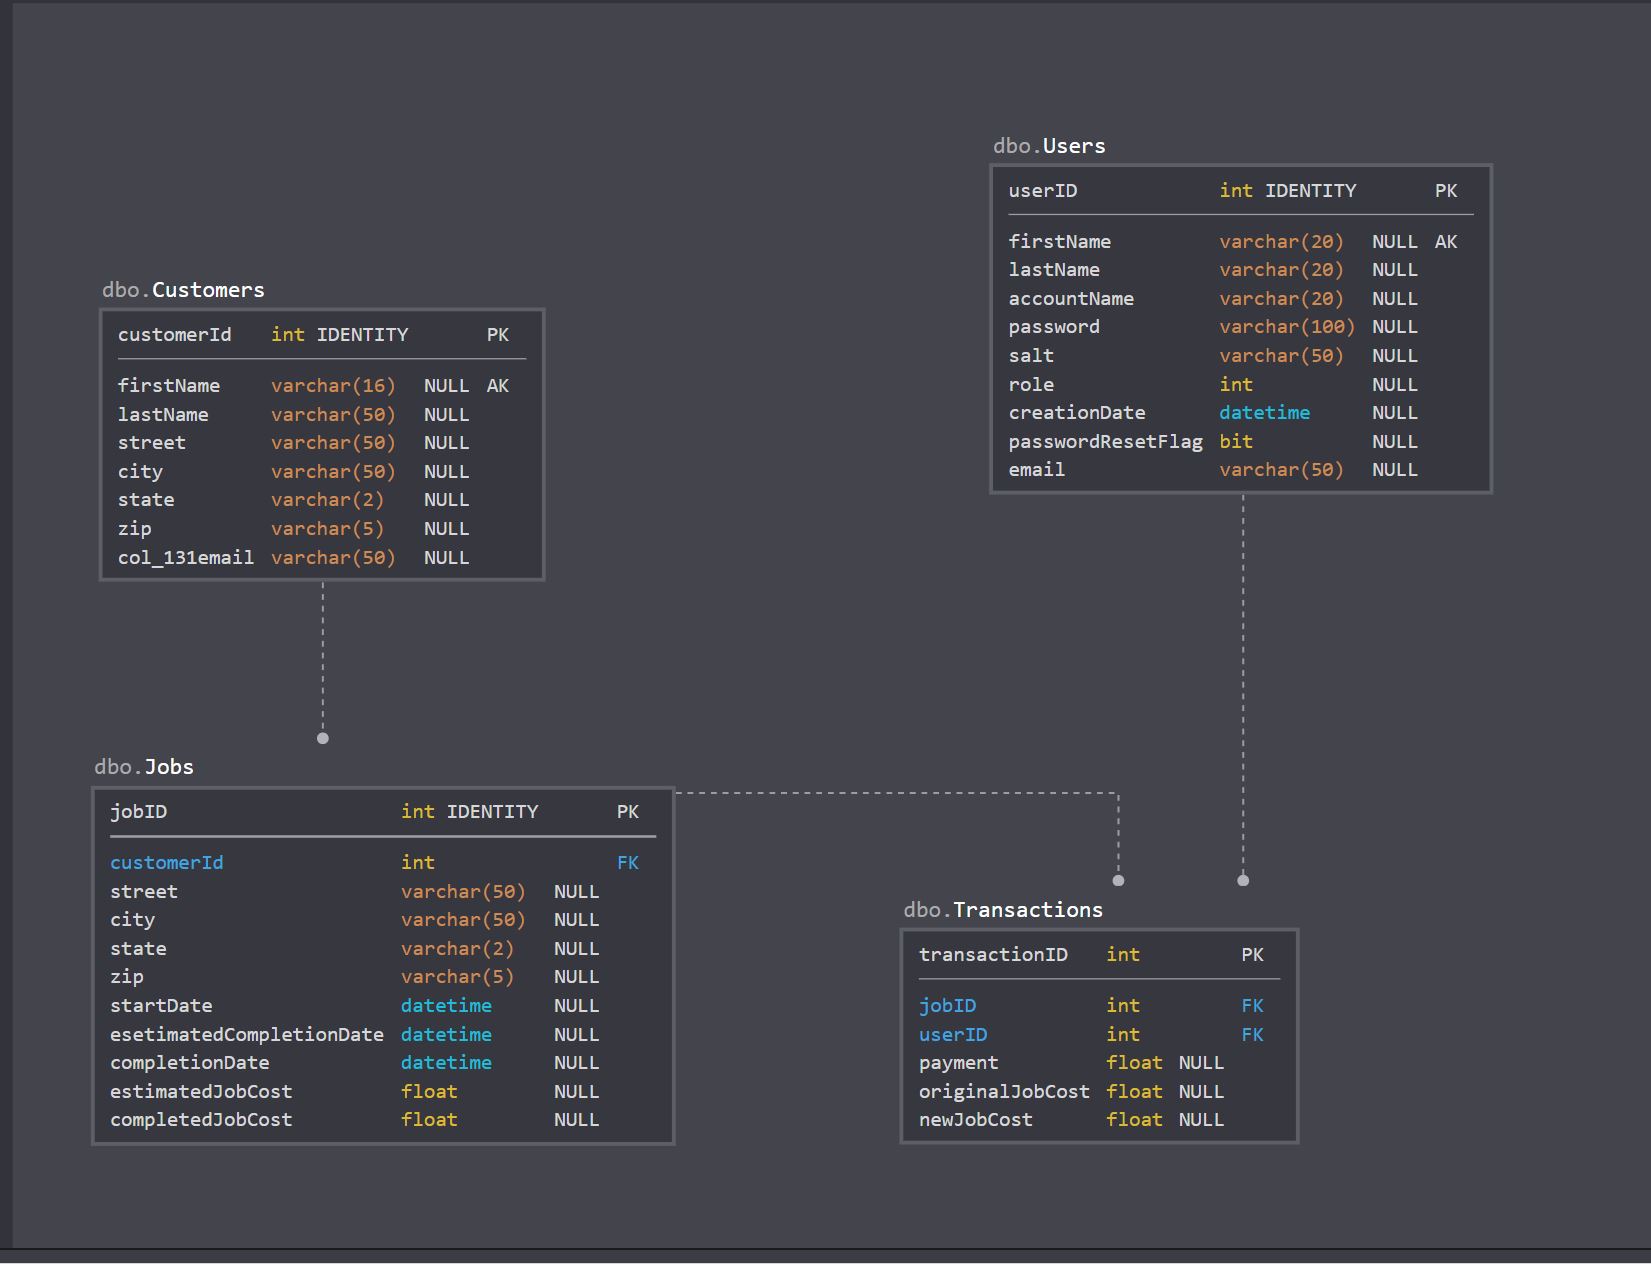 dbo.Users
userID int IDENTITY PK
firstName varchar(20) NULL AK
lastName varchar(20) NULL
accountName varchar(20) NULL
password varchar(100) NULL
salt varchar(50) NULL
role int NULL
creationDate datetime NULL
passwordResetFlag bit NULL
email varchar(50) NULL
dbo.Customers
customerId int IDENTITY PK
firstName varchar(16) NULL AK
lastName varchar(50) NULL
street varchar(50) NULL
city varchar(50) NULL
state varchar(2) NULL
zip varchar(5) NULL
col_131email varchar(50) NULL
dbo.Jobs
jobID int IDENTITY PK
customerId int FK
street varchar(50) NULL
city varchar(50) NULL
state varchar(2) NULL
zip varchar(5) NULL
startDate datetime NULL
esetimatedCompletionDate datetime NULL
completionDate datetime NULL
estimatedJobCost float NULL
completedJobCost float NULL
dbo.Transactions
transactionID int PK
jobID int FK
userID int FK
payment float NULL
originalJobCost float NULL
newJobCost float NULL